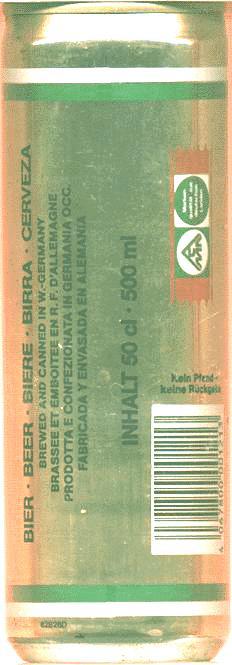 BIER · BEER · BIERE · BIRRA · CERVEZA
BREWED AND CANNED IN W.-GERMANY
BRASSEE ET EMBOITEE EN R. F. D'ALLEMAGNE
PRODOTTA E CONFEZIONATA IN GERMANIA OCC.
FABRICADA Y ENVASADA EN ALEMANIA
INHALT 50 cl · 500 ml
Kein Pfand -
keine Rückgabe